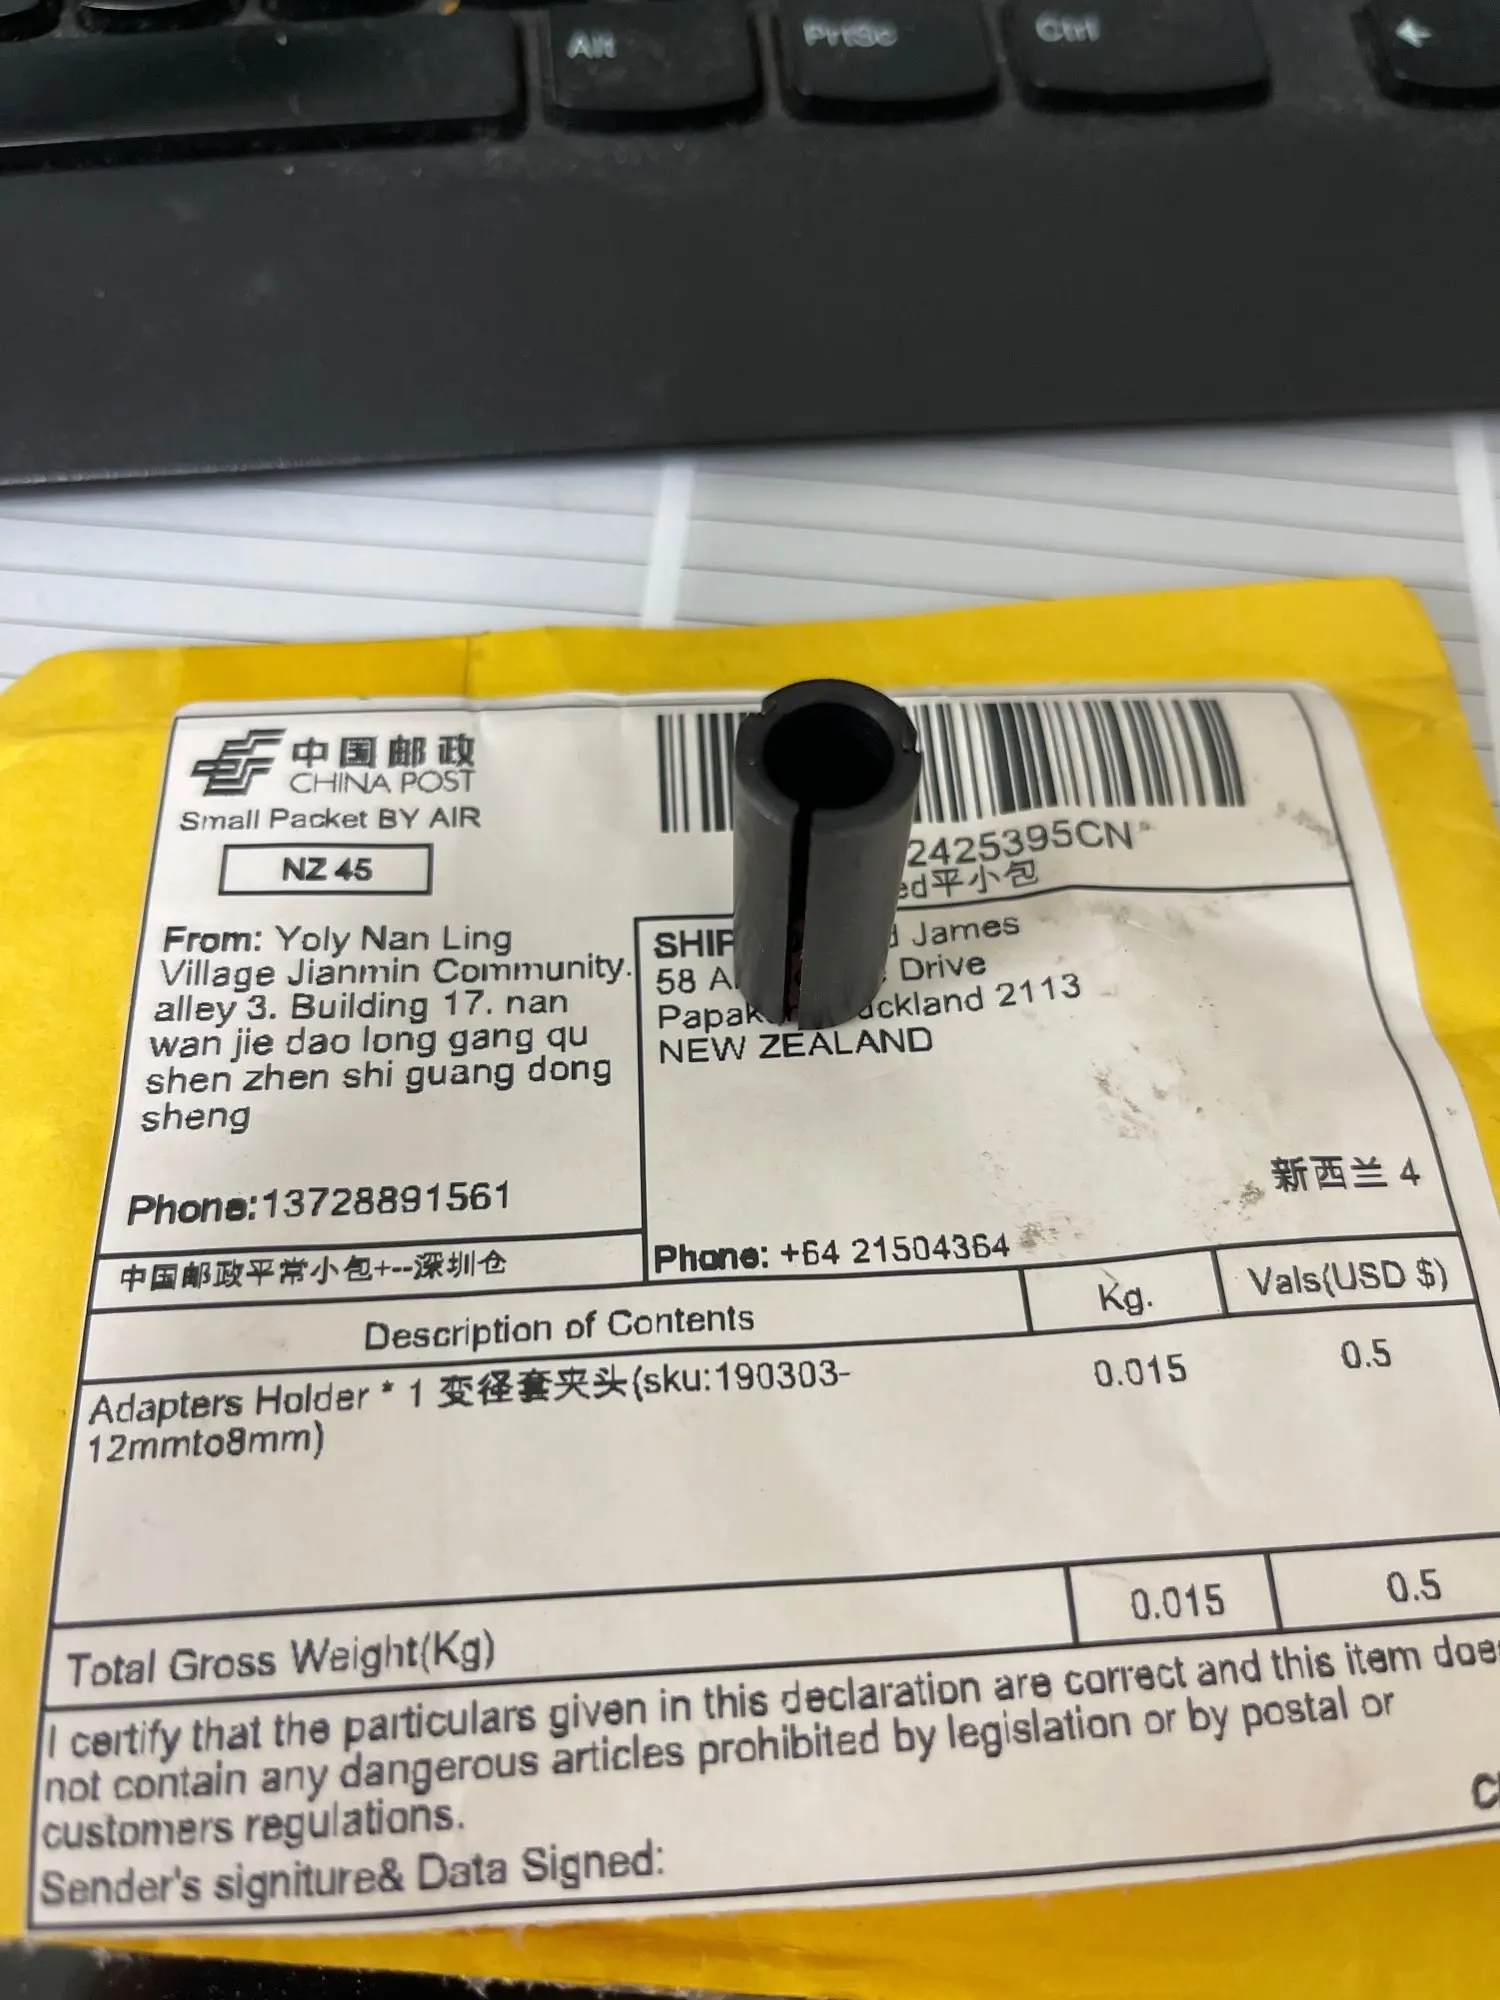 Alt
PrtSc
Ctrl
←
中国邮政
CHINA POST
Small Packet BY AIR
NZ 45
2425395CN
ed平小包
From: Yoly Nan Ling
Village Jianmin Community.
alley 3. Building 17. nan
wan jie dao long gang qu
shen zhen shi guang dong
sheng
Phone:13728891561
SHIP
James
58 Drive
2113
NEW ZEALAND
新西兰 4
Phone: +64 21504364
中国邮政平常小包+--深圳仓
Description of Contents
Kg.
Vals(USD $)
Adapters Holder * 1 变径套夹头(sku:190303-
12mmto8mm)
0.015
0.5
Total Gross Weight(Kg)
0.015
0.5
I certify that the particulars given in this declaration are correct and this item does
not contain any dangerous articles prohibited by legislation or by postal or
customers regulations.
Sender's signiture& Data Signed: